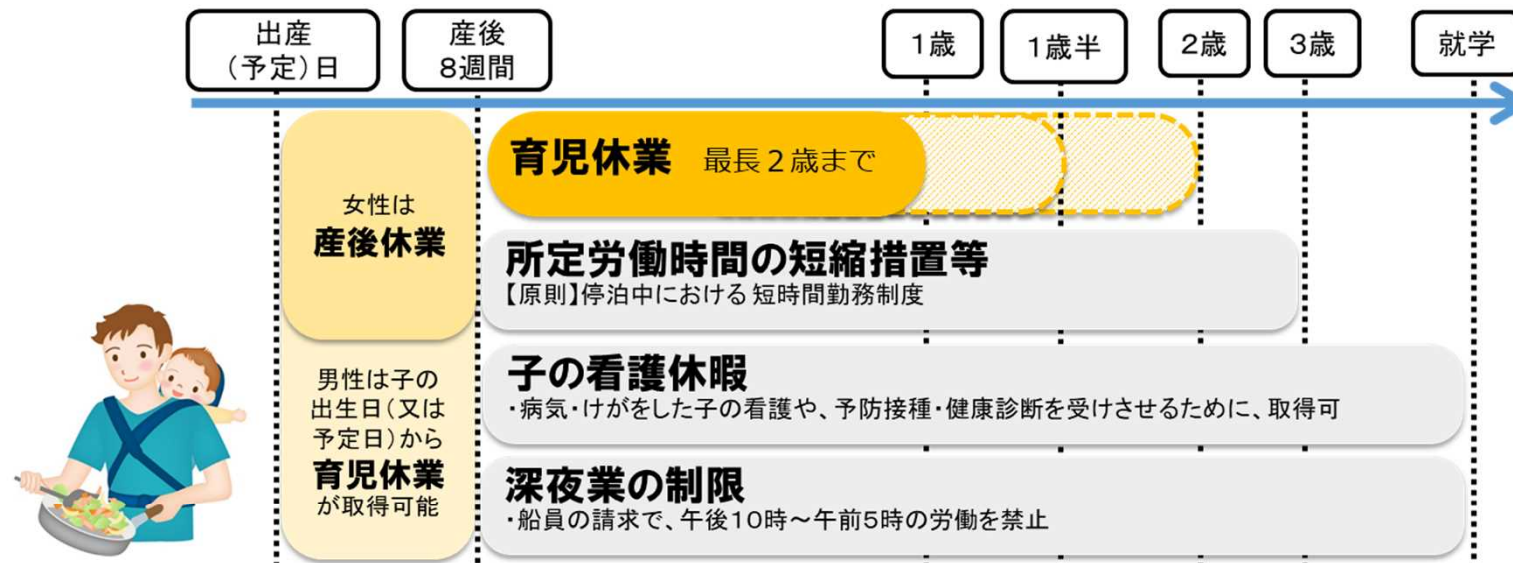 出産
(予定)日
産後
8週間
1歳
1歳半
2歳
3歳
就学
育児休業 最長2歳まで
女性は
産後休業
所定労働時間の短縮措置等
【原則】停泊中における短時間勤務制度
男性は子の
出生日(又は
予定日)から
育児休業
が取得可能
子の看護休暇
・病気・けがをした子の看護や、予防接種・健康診断を受けさせるために、取得可
深夜業の制限
・船員の請求で、午後10時~午前5時の労働を禁止